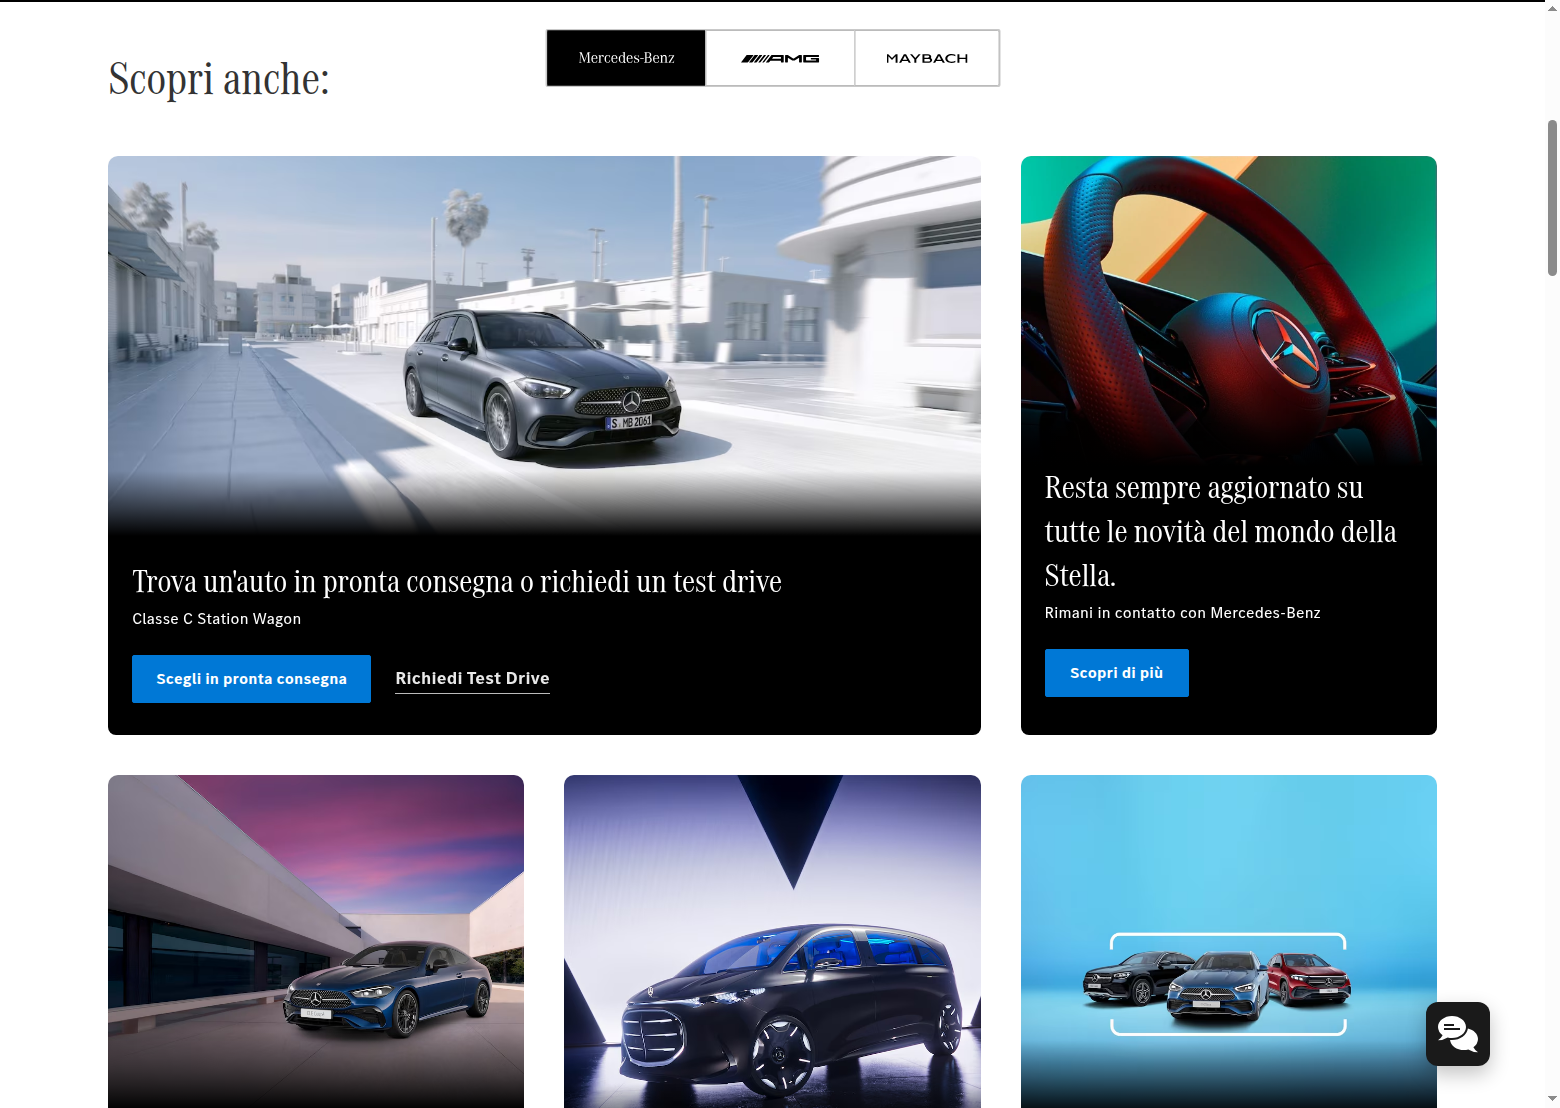 Scopri anche:
Mercedes-Benz
AMG
MAYBACH
S MB 2061
Trova un'auto in pronta consegna o richiedi un test drive
Classe C Station Wagon
Scegli in pronta consegna
Richiedi Test Drive
Resta sempre aggiornato su
tutte le novità del mondo della
Stella.
Rimani in contatto con Mercedes-Benz
Scopri di più